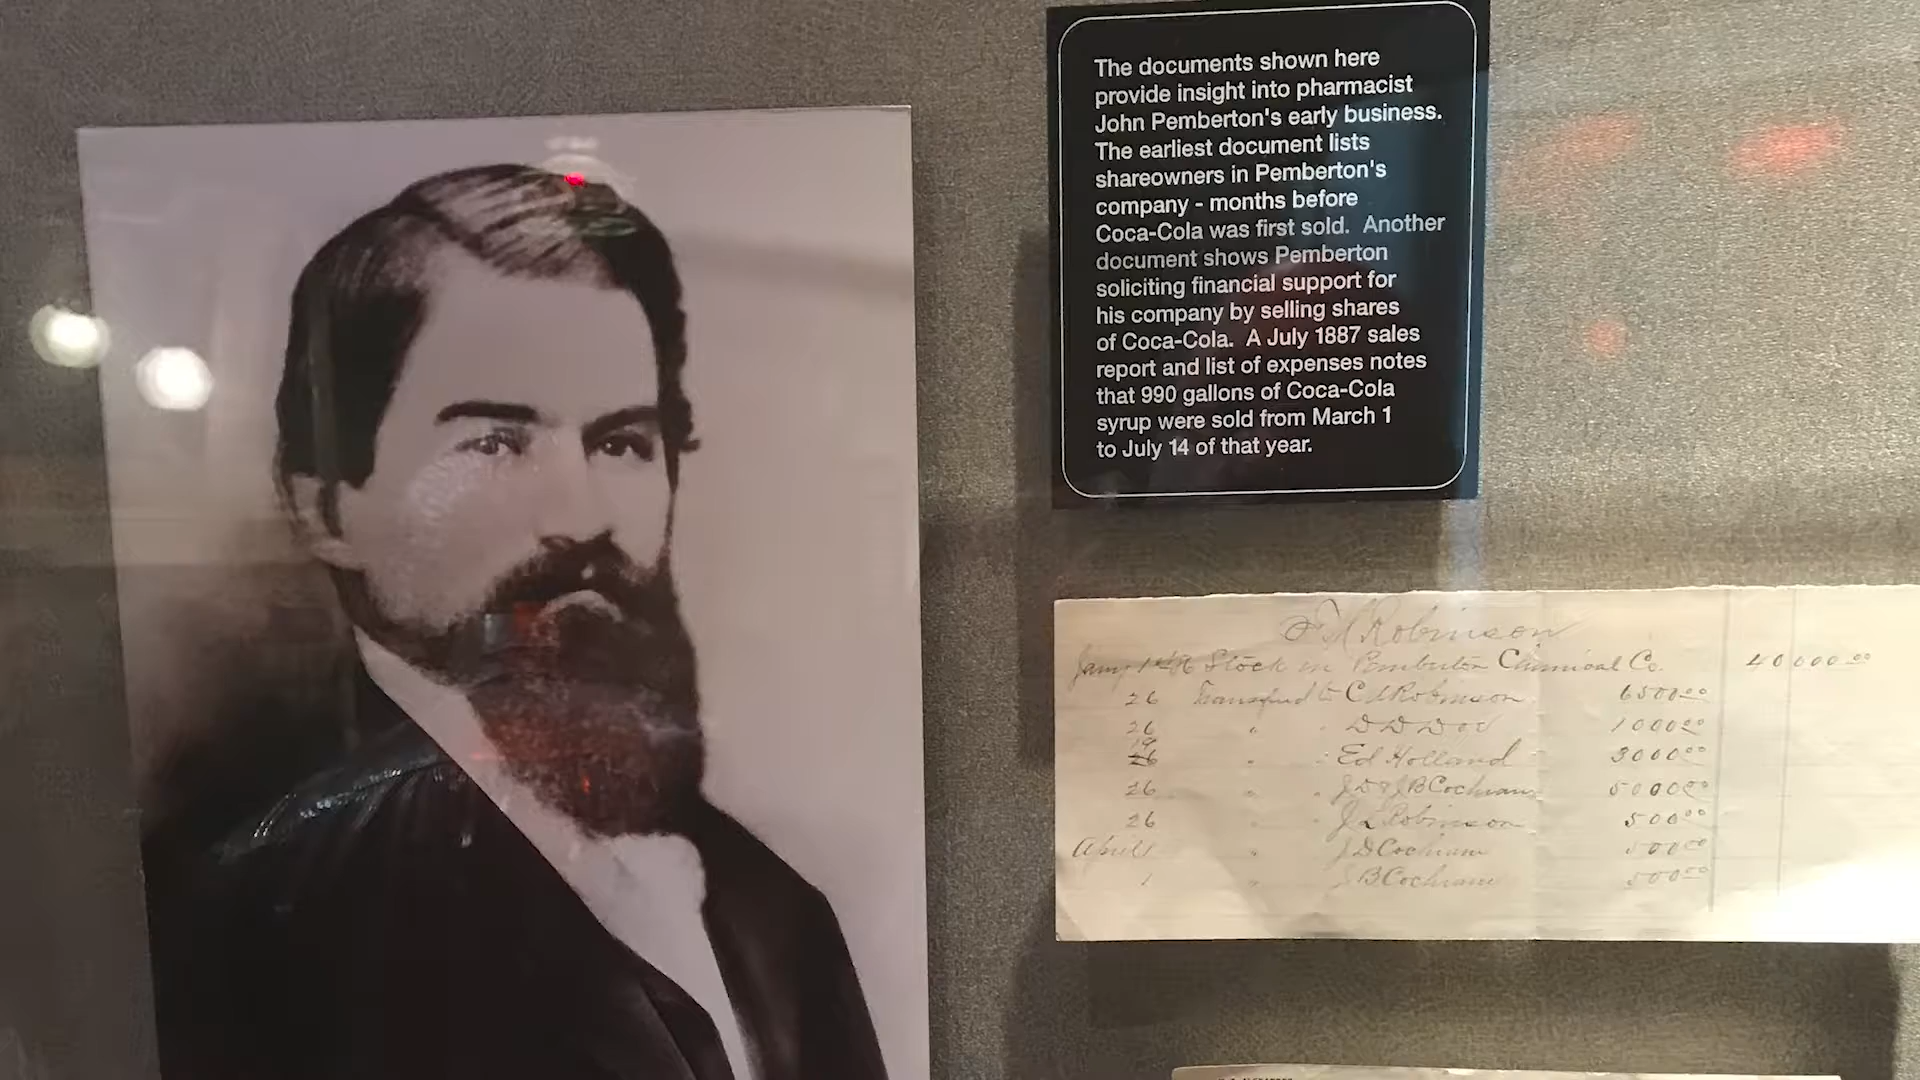 The documents shown here
provide insight into pharmacist
John Pemberton's early business.
The earliest document lists
shareowners in Pemberton's
company - months before
Coca-Cola was first sold.  Another
document shows Pemberton
soliciting financial support for
his company by selling shares
of Coca-Cola.  A July 1887 sales
report and list of expenses notes
that 990 gallons of Coca-Cola
syrup were sold from March 1
to July 14 of that year.
Robinson
Stock in Pemberton Chemical Co. 40000.00
26 Transferred to Robinson 6500.00
26 " " 1000.00
Ed Holland 3000.00
26 " " Cochrane 5000.00
26 " " J L Robinson 500.00
April 1 " J D Cochrane 500.00
1 " J B Cochrane 500.00